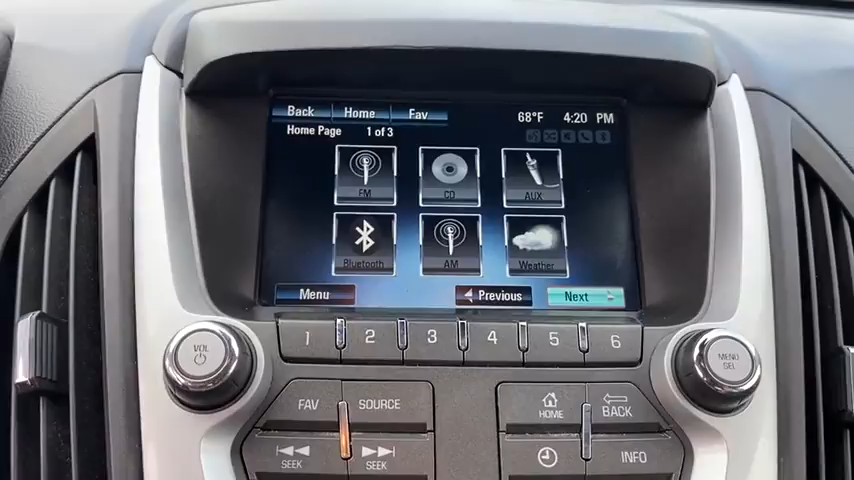 Back Home Fav 68°F 4:20 PM
Home Page 1 of 3
FM CD AUX
Bluetooth AM Weather
Menu Previous Next
1 2 3 4 5 6
VOL
MENU
SEL
FAV SOURCE HOME BACK
SEEK SEEK INFO